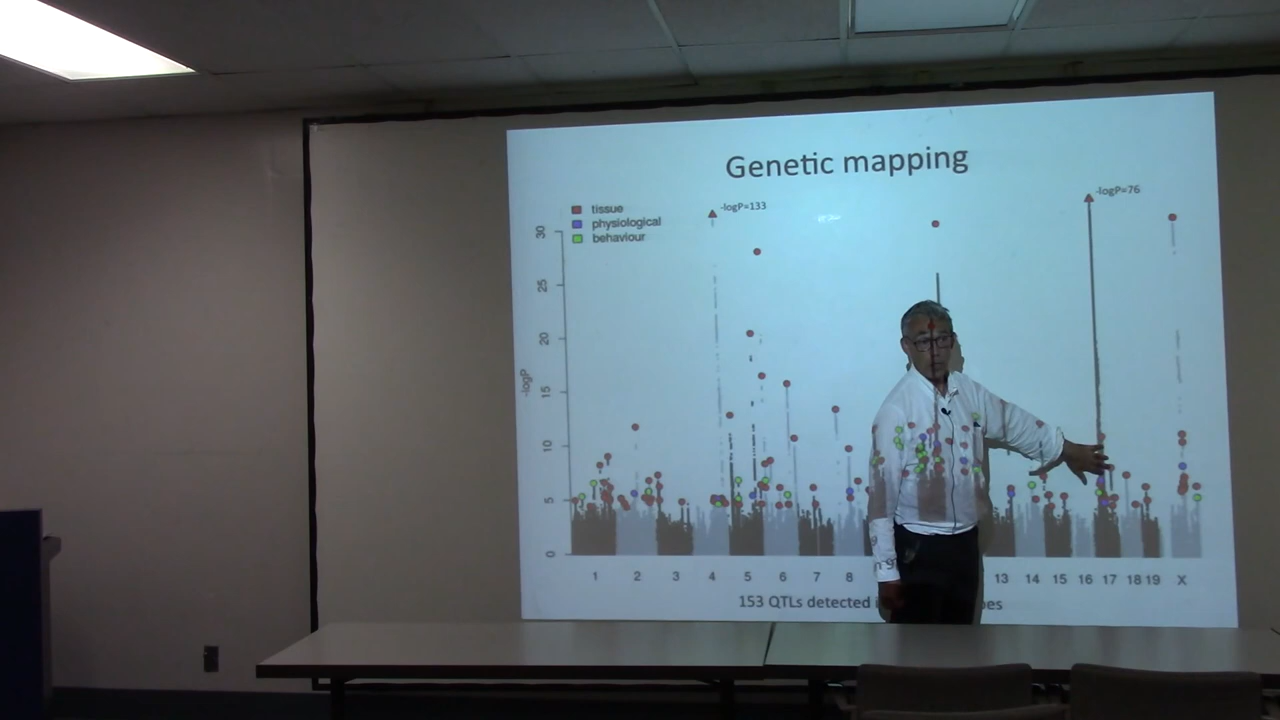 Genetic mapping
tissue
physiological
behaviour
-logP=133
-logP=76
30
25
20
15
10
5
0
-logP
1 2 3 4 5 6 7 8 13 14 15 16 17 18 19 X
153 QTLs detected